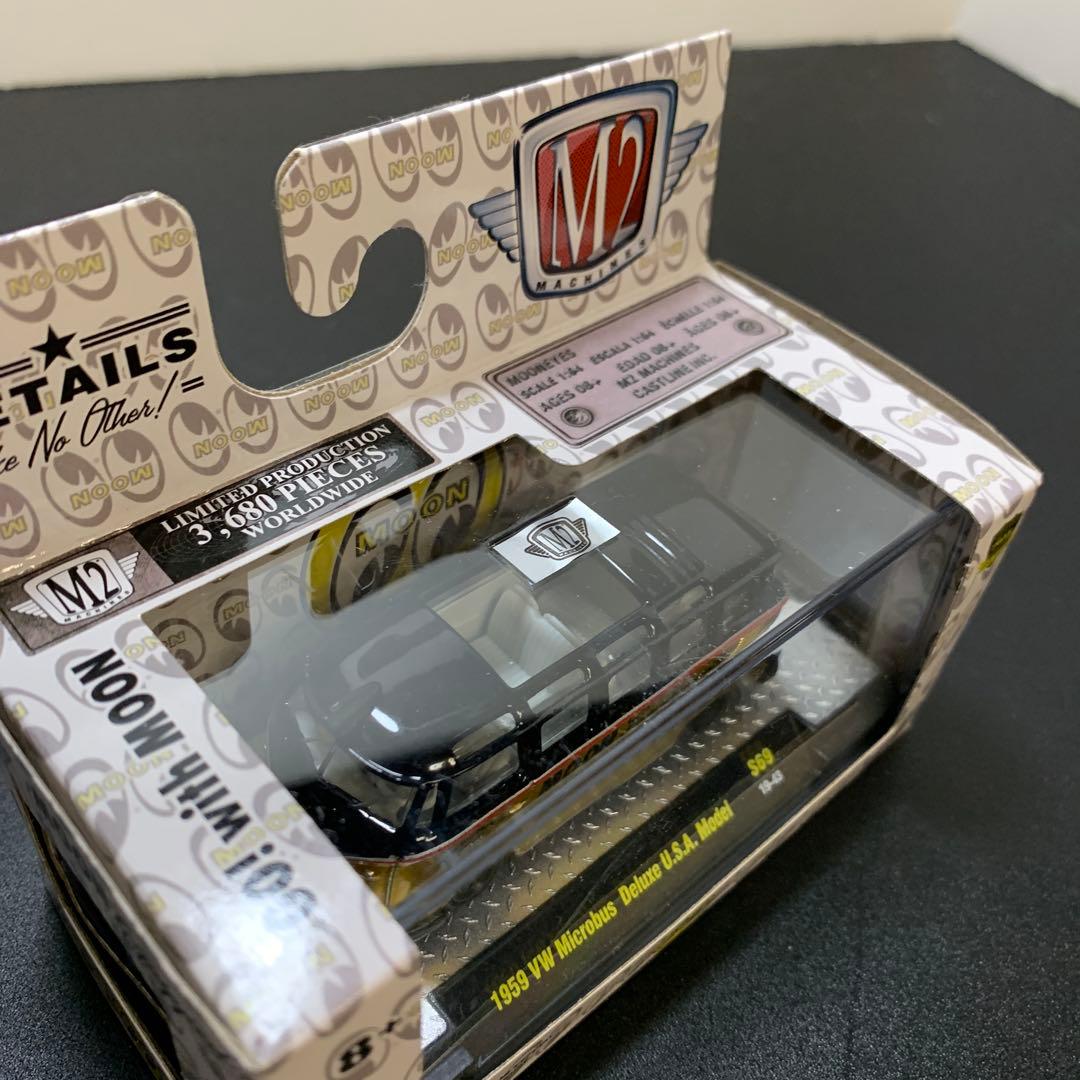 M2
MACHINES
MOONEYES
SCALE 1:64 ESCALA 1:64 ÉCHELLE 1:64
AGES 08+ EDAD 08+ ÂGES 08+
M2 MACHINES
CASTLINE INC.
No Other!
LIMITED PRODUCTION
3,680 PIECES
WORLDWIDE
M2
MACHINES
MOON
M2
Go! with MOON
S69
19-43
1959 VW Microbus Deluxe U.S.A. Model
8+